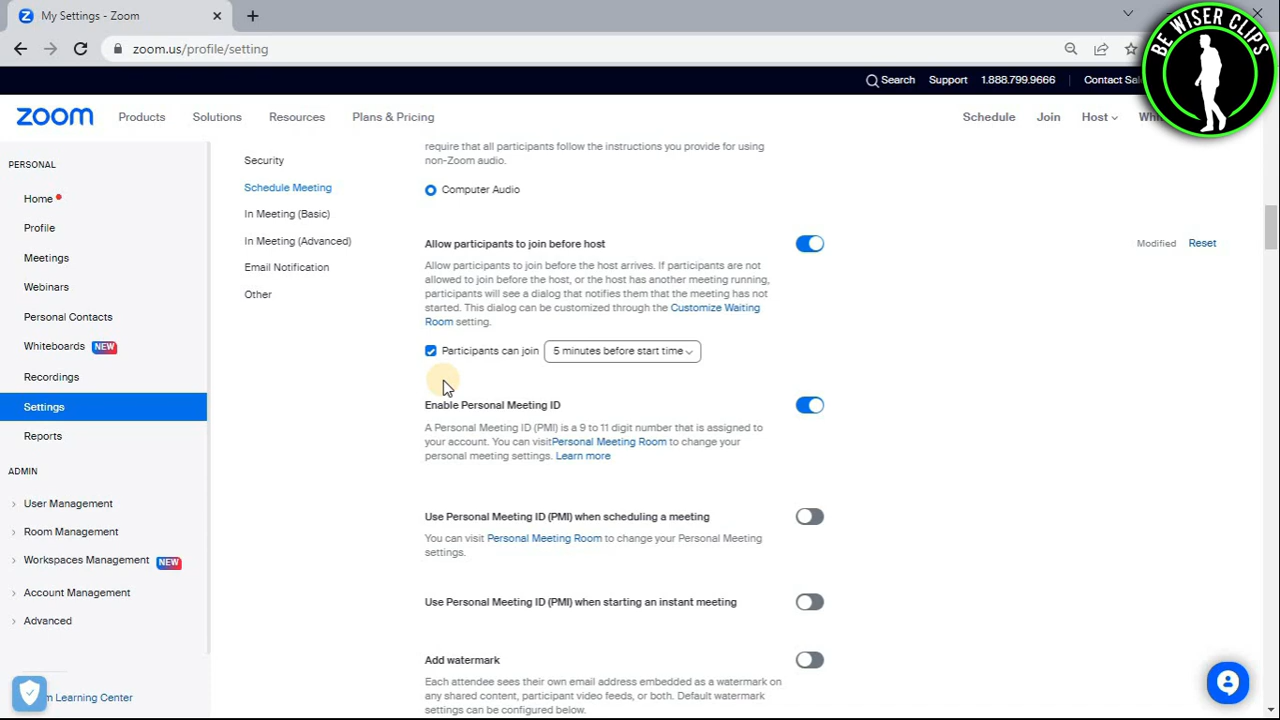 My Settings - Zoom
zoom.us/profile/setting
BE WISER CLIPS
Search Support 1.888.799.9666 Contact
zoom Products Solutions Resources Plans & Pricing Schedule Join Host
PERSONAL
Home
Profile
Meetings
Webinars
Personal Contacts
Whiteboards NEW
Recordings
Settings
Reports
ADMIN
User Management
Room Management
Workspaces Management NEW
Account Management
Advanced
Learning Center
Security
Schedule Meeting
In Meeting (Basic)
In Meeting (Advanced)
Email Notification
Other
require that all participants follow the instructions you provide for using
non-Zoom audio.
Computer Audio
Allow participants to join before host
Modified Reset
Allow participants to join before the host arrives. If participants are not
allowed to join before the host, or the host has another meeting running,
participants will see a dialog that notifies them that the meeting has not
started. This dialog can be customized through the Customize Waiting
Room setting.
Participants can join 5 minutes before start time
Enable Personal Meeting ID
A Personal Meeting ID (PMI) is a 9 to 11 digit number that is assigned to
your account. You can visitPersonal Meeting Room to change your
personal meeting settings. Learn more
Use Personal Meeting ID (PMI) when scheduling a meeting
You can visit Personal Meeting Room to change your Personal Meeting
settings.
Use Personal Meeting ID (PMI) when starting an instant meeting
Add watermark
Each attendee sees their own email address embedded as a watermark on
any shared content, participant video feeds, or both. Default watermark
settings can be configured below.